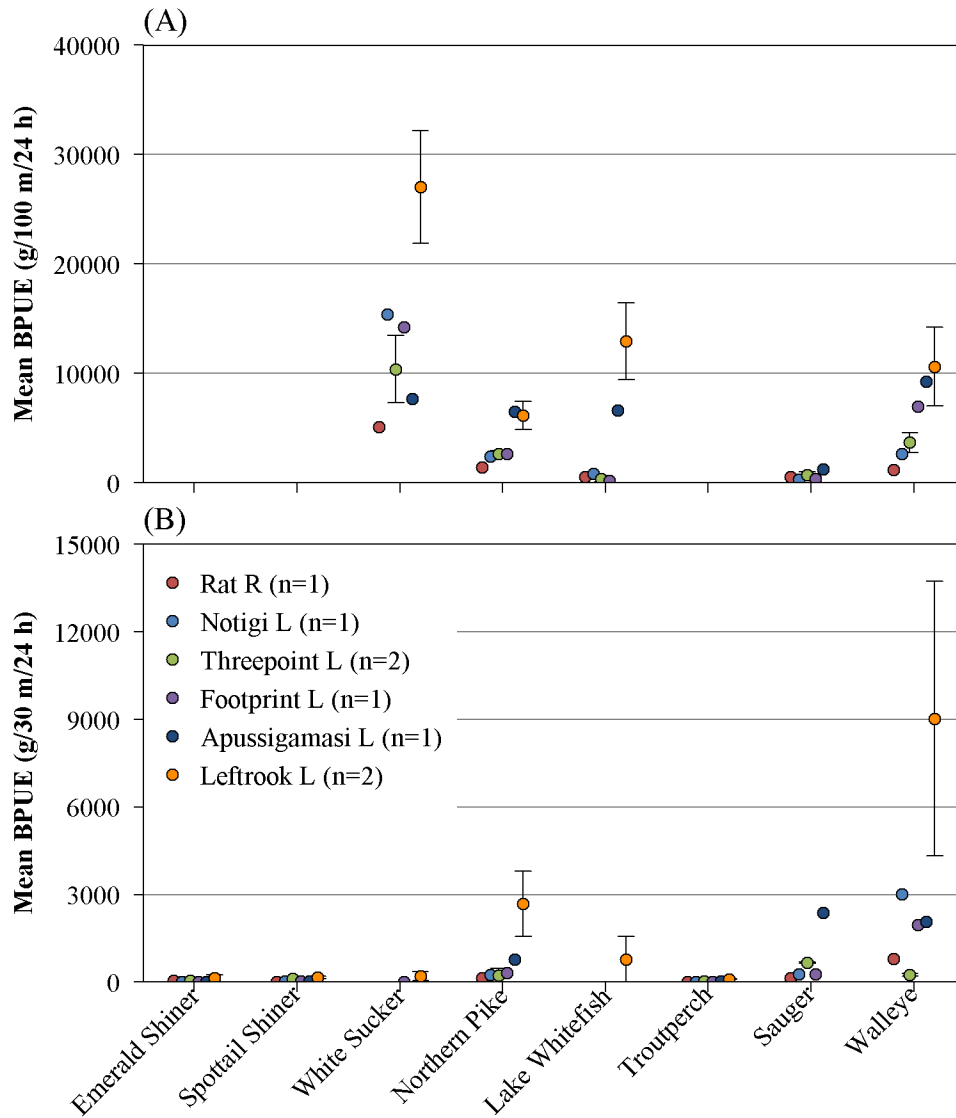 (A)
Mean BPUE (g/100 m/24 h)
40000
30000
20000
10000
0
(B)
Mean BPUE (g/30 m/24 h)
15000
12000
9000
6000
3000
0
Rat R (n=1)
Notigi L (n=1)
Threepoint L (n=2)
Footprint L (n=1)
Apussigamasi L (n=1)
Leftrook L (n=2)
Emerald Shiner
Spottail Shiner
White Sucker
Northern Pike
Lake Whitefish
Troutperch
Sauger
Walleye